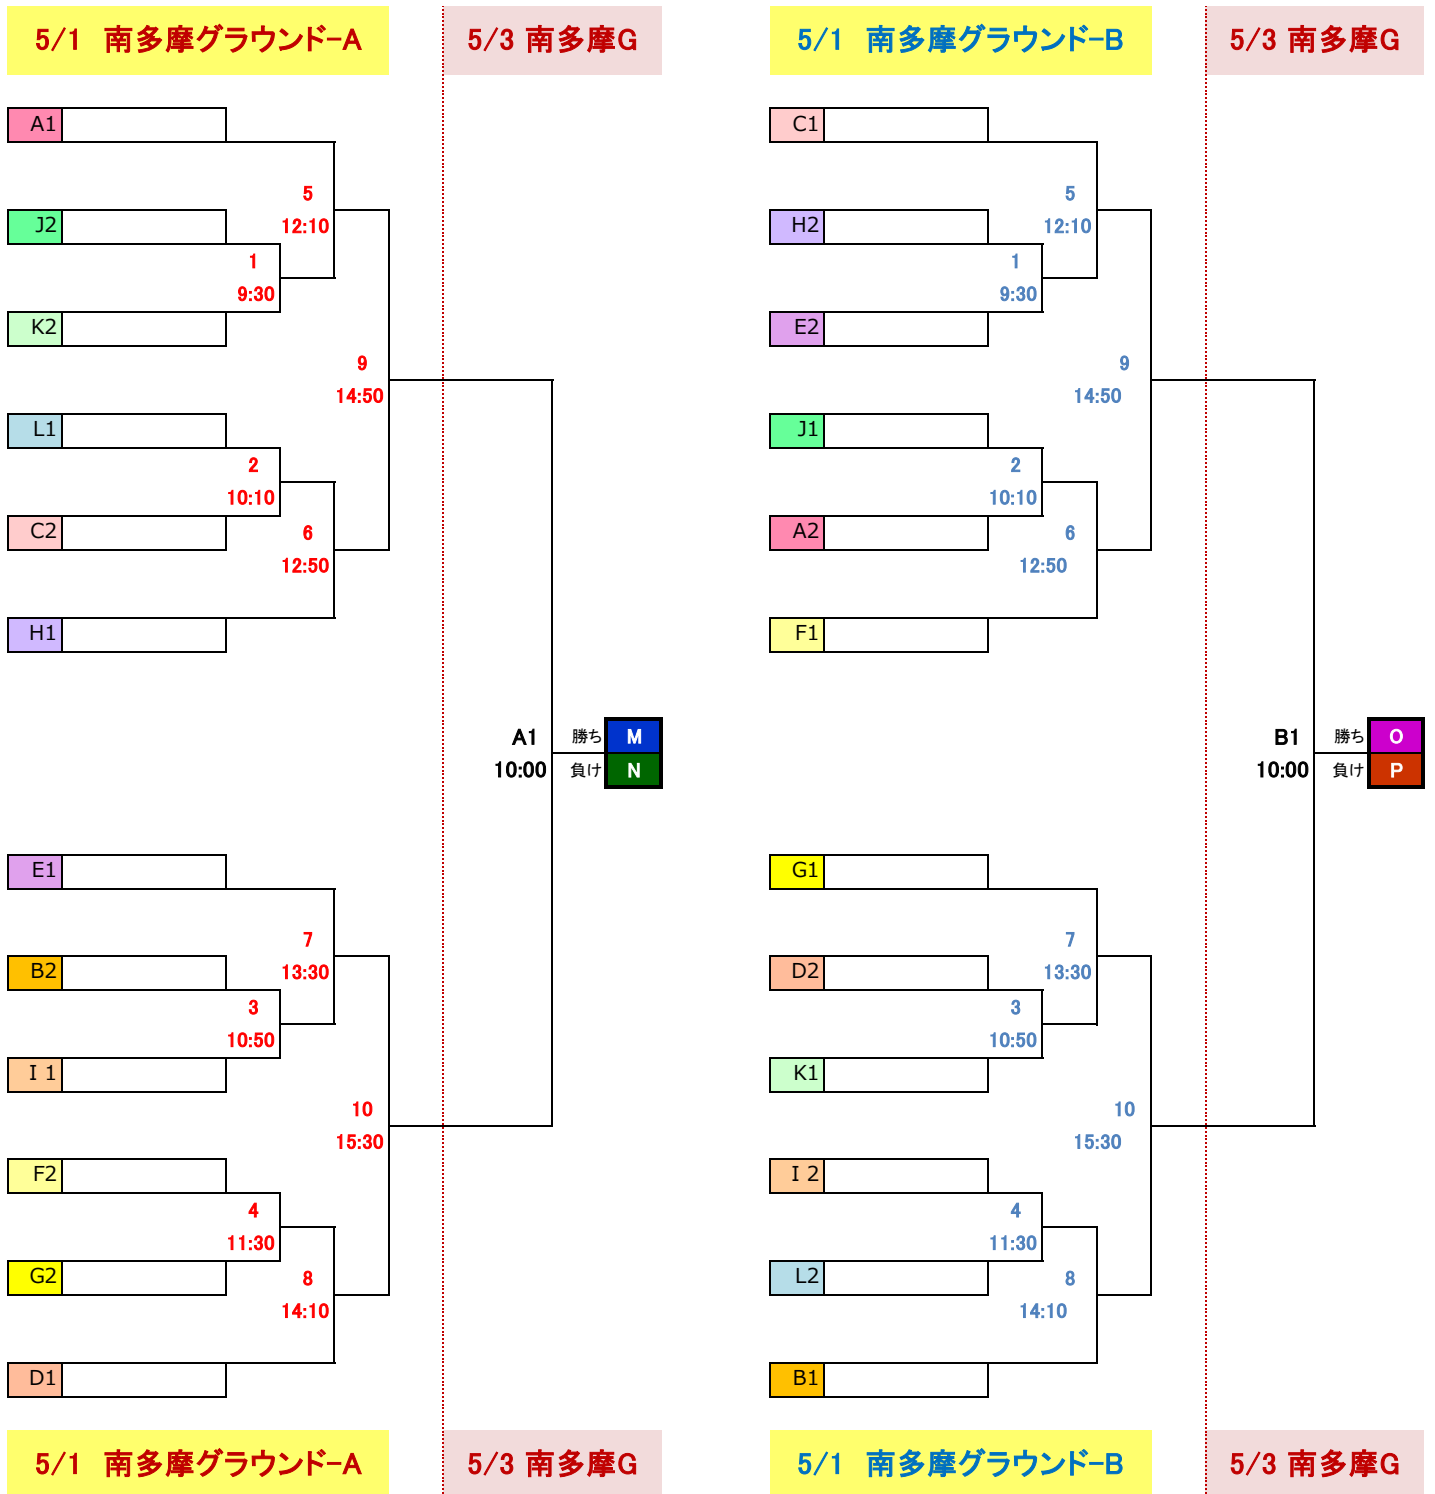 5/1 南多摩グラウンド-A
5/3 南多摩G
A1
5
J2
12:10
1
9:30
K2
9
14:50
L1
2
10:10
C2
6
12:50
H1
A1
勝ち
M
10:00
負け
N
E1
7
B2
13:30
3
10:50
I 1
10
15:30
F2
4
11:30
G2
8
14:10
D1
5/1 南多摩グラウンド-A
5/3 南多摩G
5/1 南多摩グラウンド-B
5/3 南多摩G
C1
5
H2
12:10
1
9:30
E2
9
14:50
J1
2
10:10
A2
6
12:50
F1
B1
勝ち
O
10:00
負け
P
G1
7
D2
13:30
3
10:50
K1
10
15:30
I 2
4
11:30
L2
8
14:10
B1
5/1 南多摩グラウンド-B
5/3 南多摩G